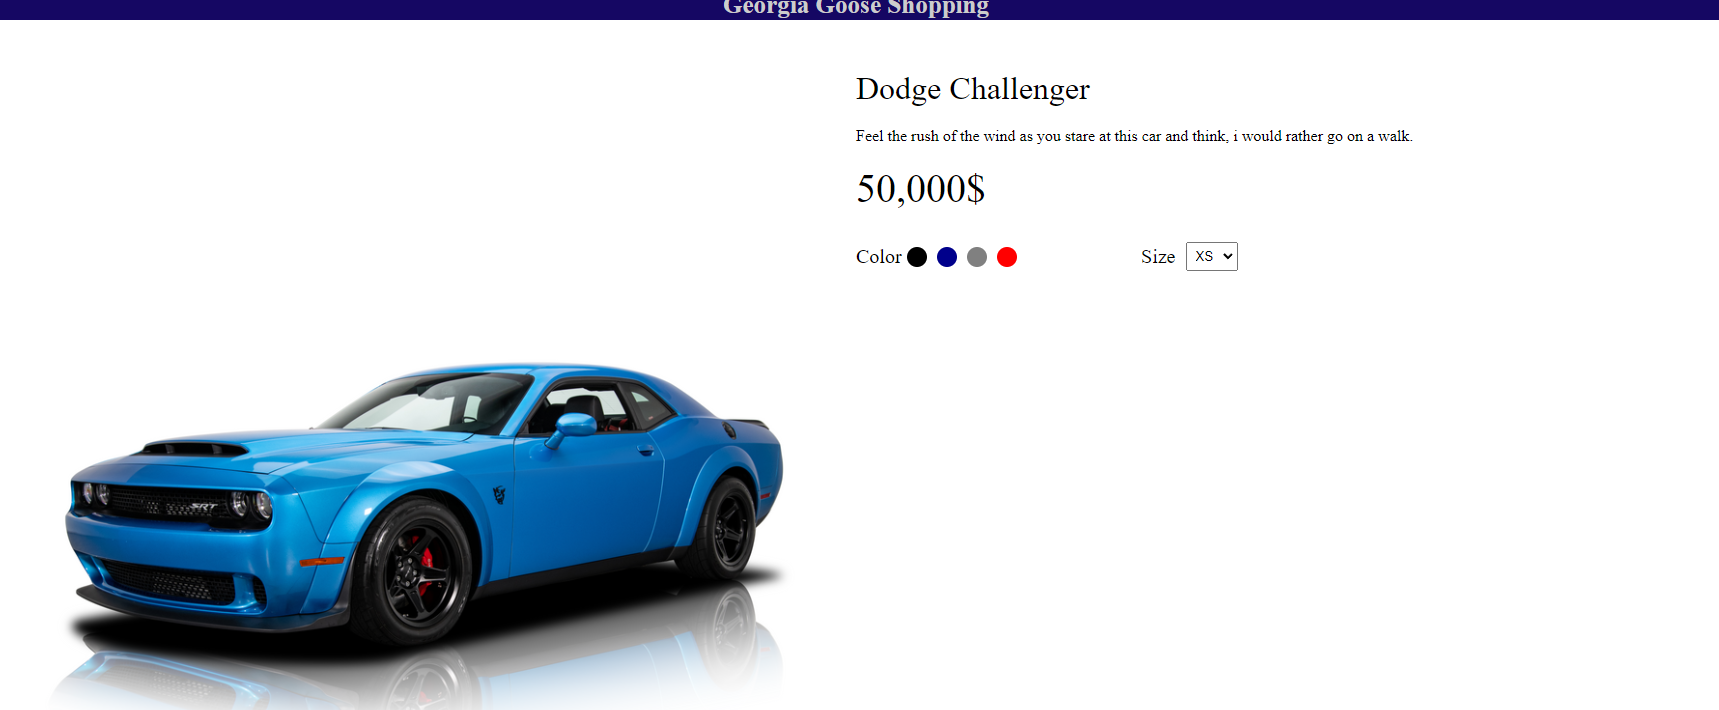 Georgia Goose Shopping
Dodge Challenger
Feel the rush of the wind as you stare at this car and think, i would rather go on a walk.
50,000$
Color
Size XS
SRT